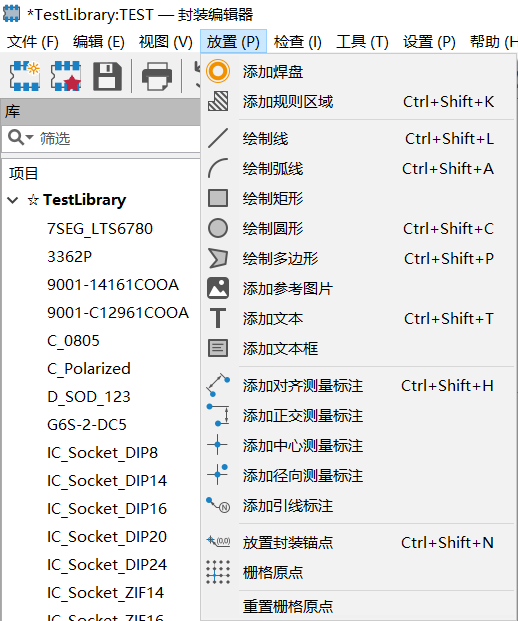 *TestLibrary:TEST — 封装编辑器
文件 (F) 编辑 (E) 视图 (V) 放置 (P) 检查 (I) 工具 (T) 设置 (P) 帮助 (H
库
筛选
项目
TestLibrary
7SEG_LTS6780
3362P
9001-14161COOA
9001-C12961COOA
C_0805
C_Polarized
D_SOD_123
G6S-2-DC5
IC_Socket_DIP8
IC_Socket_DIP14
IC_Socket_DIP16
IC_Socket_DIP20
IC_Socket_DIP24
IC_Socket_ZIF14
IC_Socket_ZIF16
添加焊盘
添加规则区域 Ctrl+Shift+K
绘制线 Ctrl+Shift+L
绘制弧线 Ctrl+Shift+A
绘制矩形
绘制圆形 Ctrl+Shift+C
绘制多边形 Ctrl+Shift+P
添加参考图片
T 添加文本 Ctrl+Shift+T
添加文本框
添加对齐测量标注 Ctrl+Shift+H
添加正交测量标注
添加中心测量标注
添加径向测量标注
N 添加引线标注
(0,0) 放置封装锚点 Ctrl+Shift+N
栅格原点
重置栅格原点